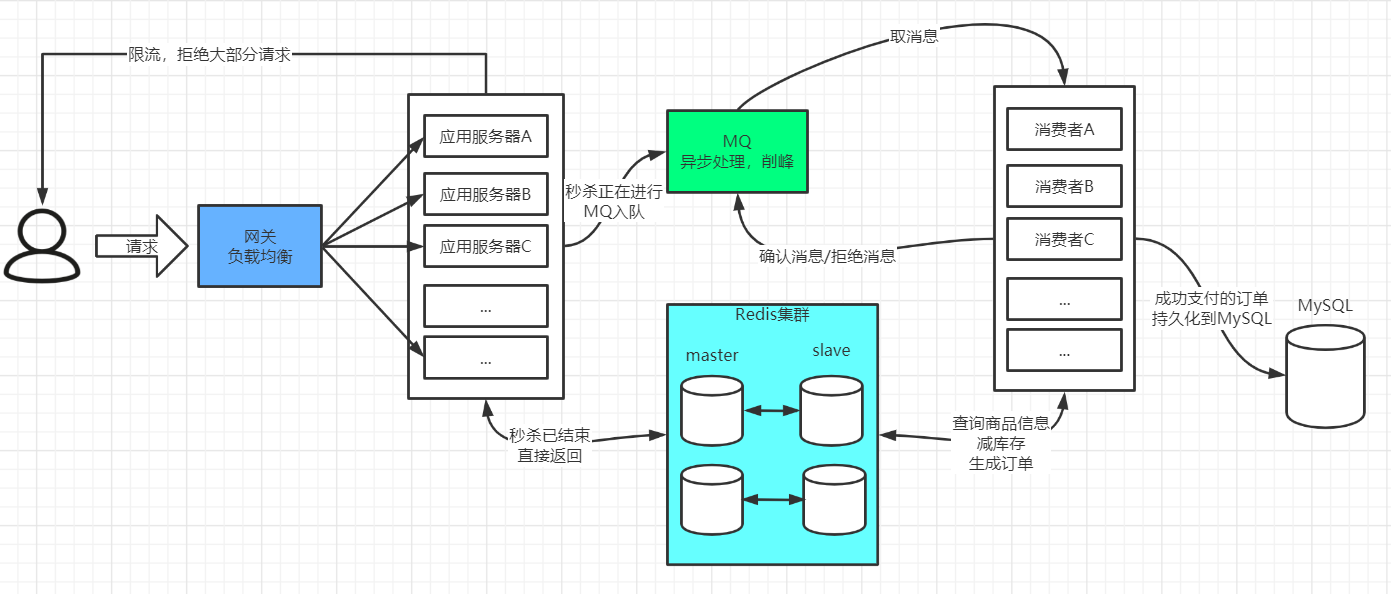 限流，拒绝大部分请求
请求
网关
负载均衡
应用服务器A
应用服务器B
应用服务器C
...
...
秒杀正在进行
MQ入队
MQ
异步处理，削峰
取消息
确认消息/拒绝消息
消费者A
消费者B
消费者C
...
...
成功支付的订单
持久化到MySQL
MySQL
Redis集群
master
slave
秒杀已结束
直接返回
查询商品信息
减库存
生成订单